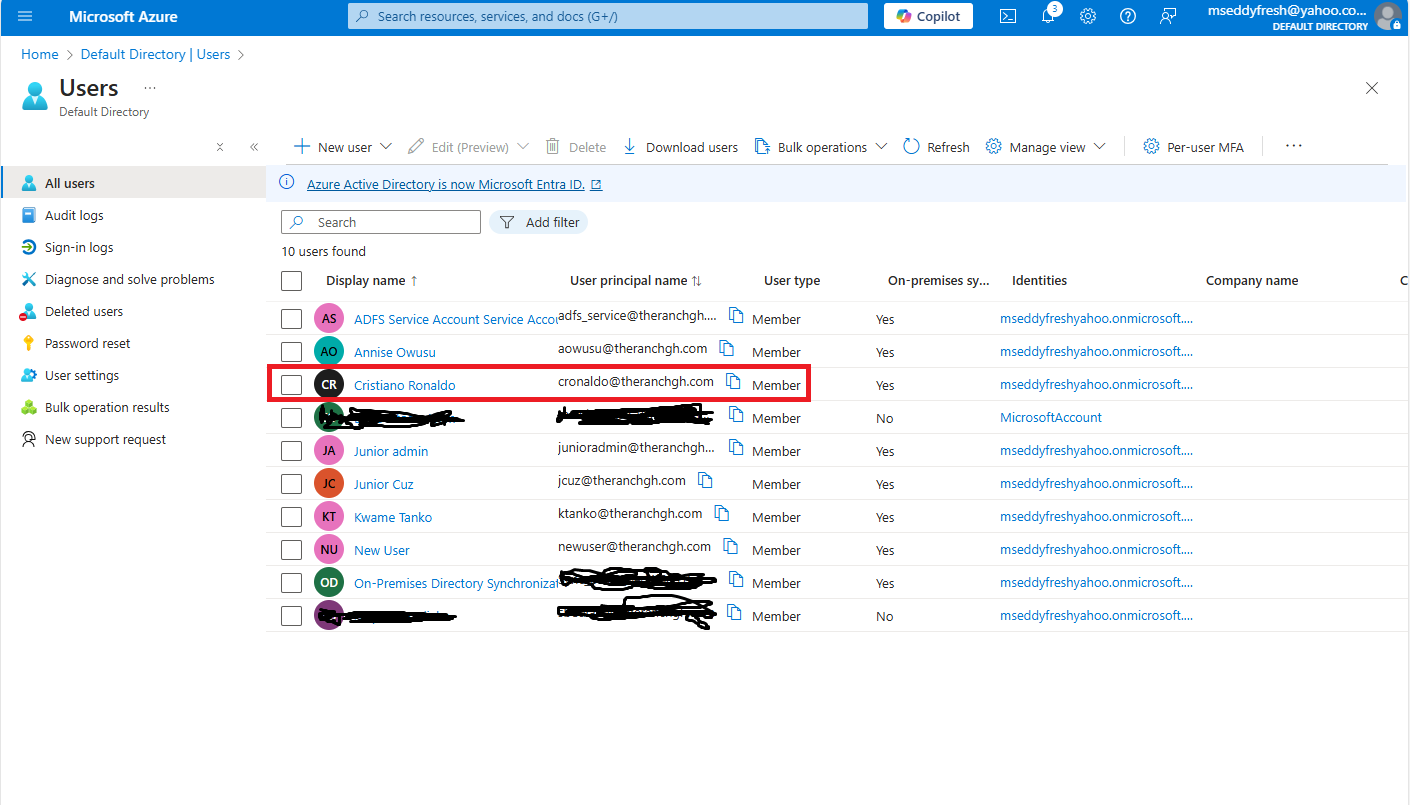 Microsoft Azure
Search resources, services, and docs (G+/)
Copilot
3
mseddyfresh@yahoo.co...
DEFAULT DIRECTORY
Home > Default Directory | Users >
Users ...
Default Directory
New user
Edit (Preview)
Delete
Download users
Bulk operations
Refresh
Manage view
Per-user MFA
...
All users
Audit logs
Sign-in logs
Diagnose and solve problems
Deleted users
Password reset
User settings
Bulk operation results
New support request
Azure Active Directory is now Microsoft Entra ID.
Search
Add filter
10 users found
Display name ↑ User principal name ↑↓ User type On-premises sy... Identities Company name C
AS ADFS Service Account Service Accou adfs_service@theranchgh.... Member Yes mseddyfreshyahoo.onmicrosoft....
AO Annise Owusu aowusu@theranchgh.com Member Yes mseddyfreshyahoo.onmicrosoft....
CR Cristiano Ronaldo cronaldo@theranchgh.com Member Yes mseddyfreshyahoo.onmicrosoft....
Member No MicrosoftAccount
JA Junior admin junioradmin@theranchgh... Member Yes mseddyfreshyahoo.onmicrosoft....
JC Junior Cuz jcuz@theranchgh.com Member Yes mseddyfreshyahoo.onmicrosoft....
KT Kwame Tanko ktanko@theranchgh.com Member Yes mseddyfreshyahoo.onmicrosoft....
NU New User newuser@theranchgh.com Member Yes mseddyfreshyahoo.onmicrosoft....
OD On-Premises Directory Synchronizat Member Yes mseddyfreshyahoo.onmicrosoft....
Member No mseddyfreshyahoo.onmicrosoft....